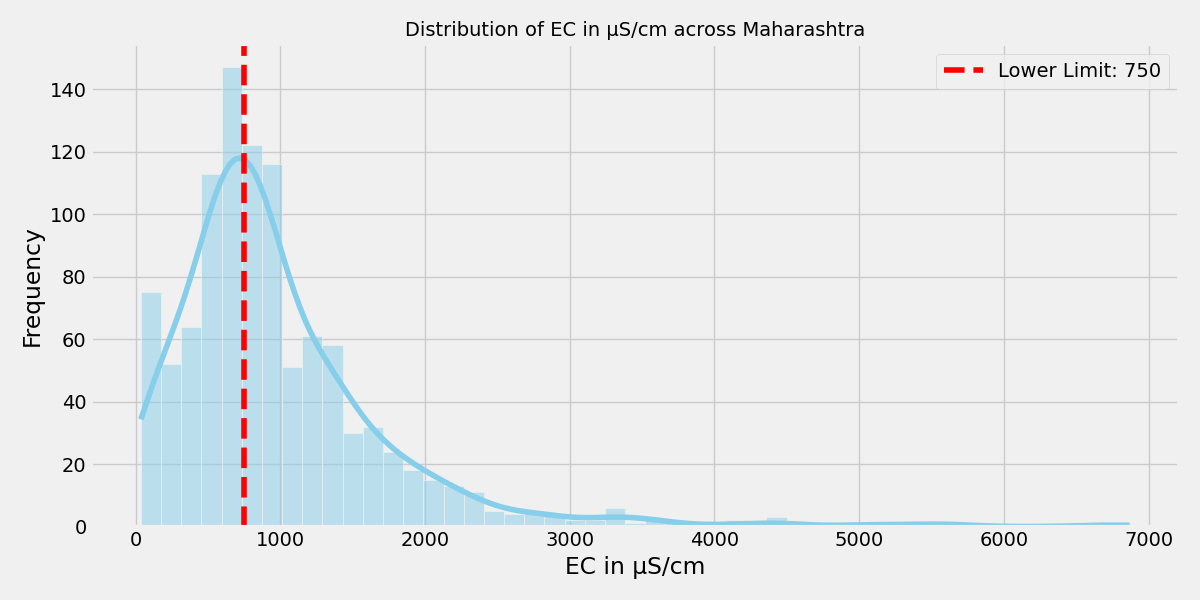 Distribution of EC in µS/cm across Maharashtra
Lower Limit: 750
Frequency
140
120
100
80
60
40
20
0
0 1000 2000 3000 4000 5000 6000 7000
EC in µS/cm